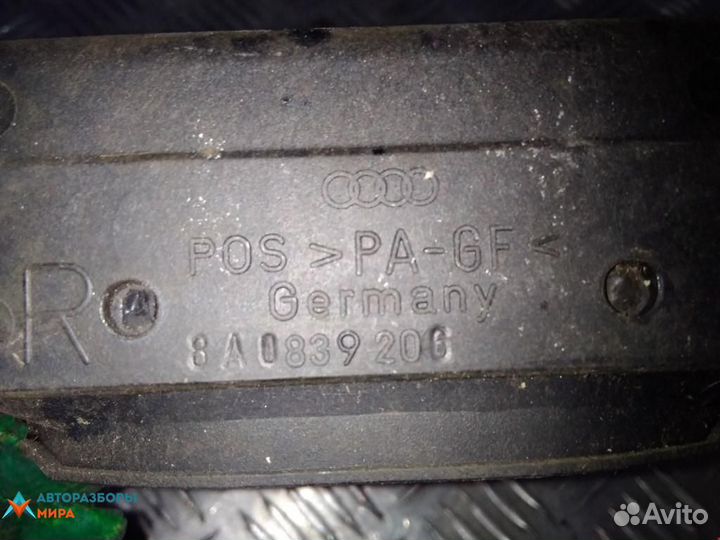 POS >PA-GF<
Germany
R
8A0839206
АВТОРАЗБОРЫ
МИРА
Avito